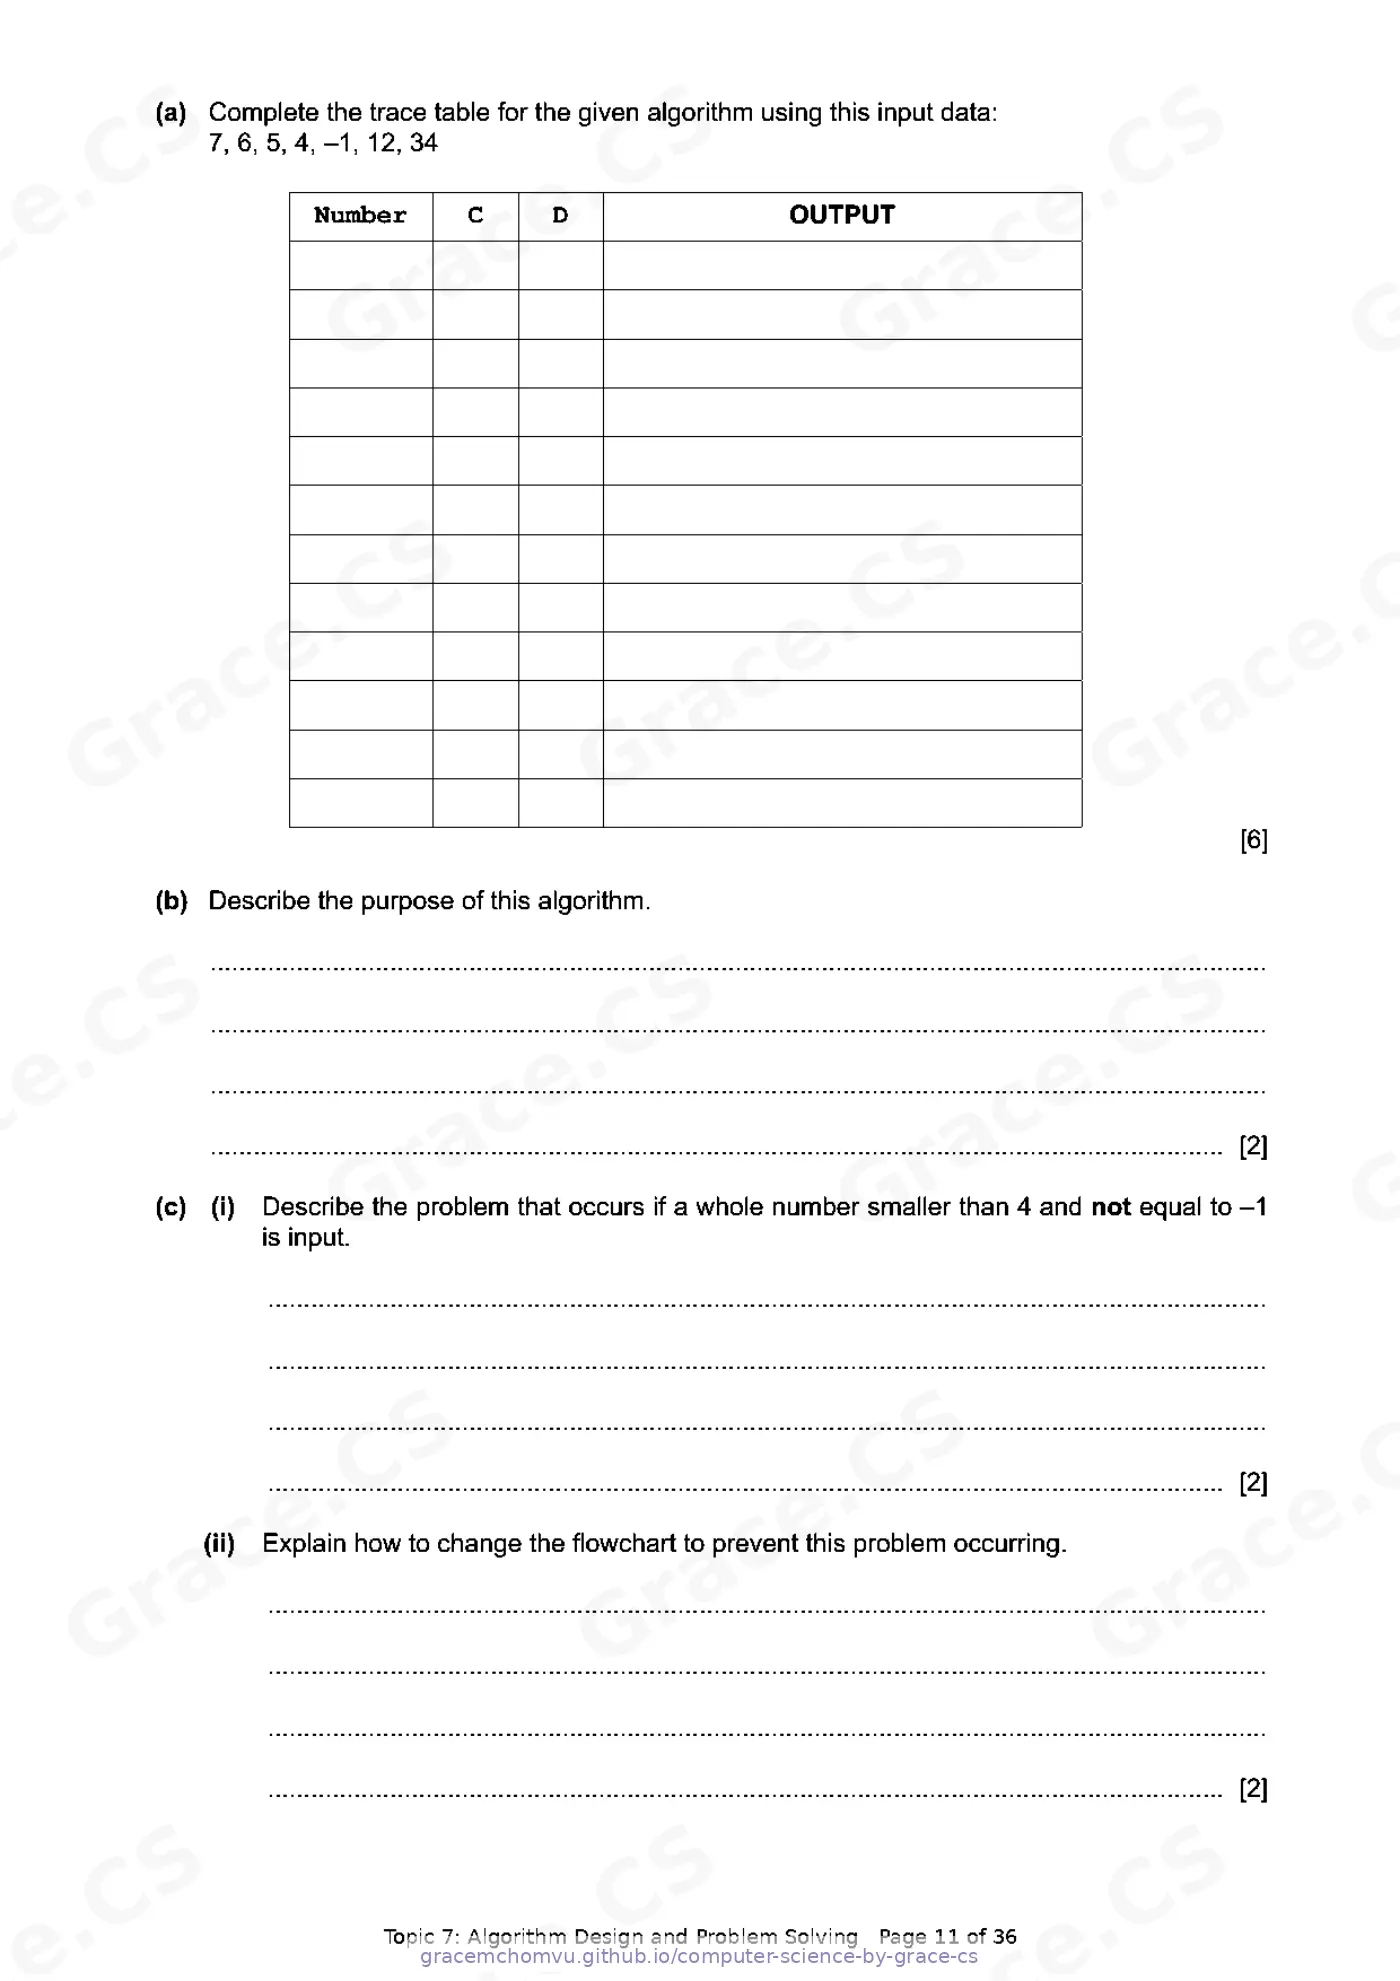 (a) Complete the trace table for the given algorithm using this input data:
7, 6, 5, 4, –1, 12, 34
Number C D OUTPUT
[6]
(b) Describe the purpose of this algorithm.
[2]
(c) (i) Describe the problem that occurs if a whole number smaller than 4 and not equal to –1
is input.
[2]
(ii) Explain how to change the flowchart to prevent this problem occurring.
[2]
Topic 7: Algorithm Design and Problem Solving Page 11 of 36
gracemchomvu.github.io/computer-science-by-grace-cs
Grace.CS